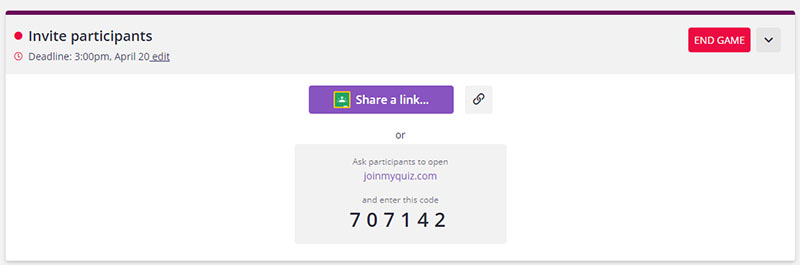 Invite participants
END GAME
Deadline: 3:00pm, April 20 edit
Share a link...
or
Ask participants to open
joinmyquiz.com
and enter this code
707142